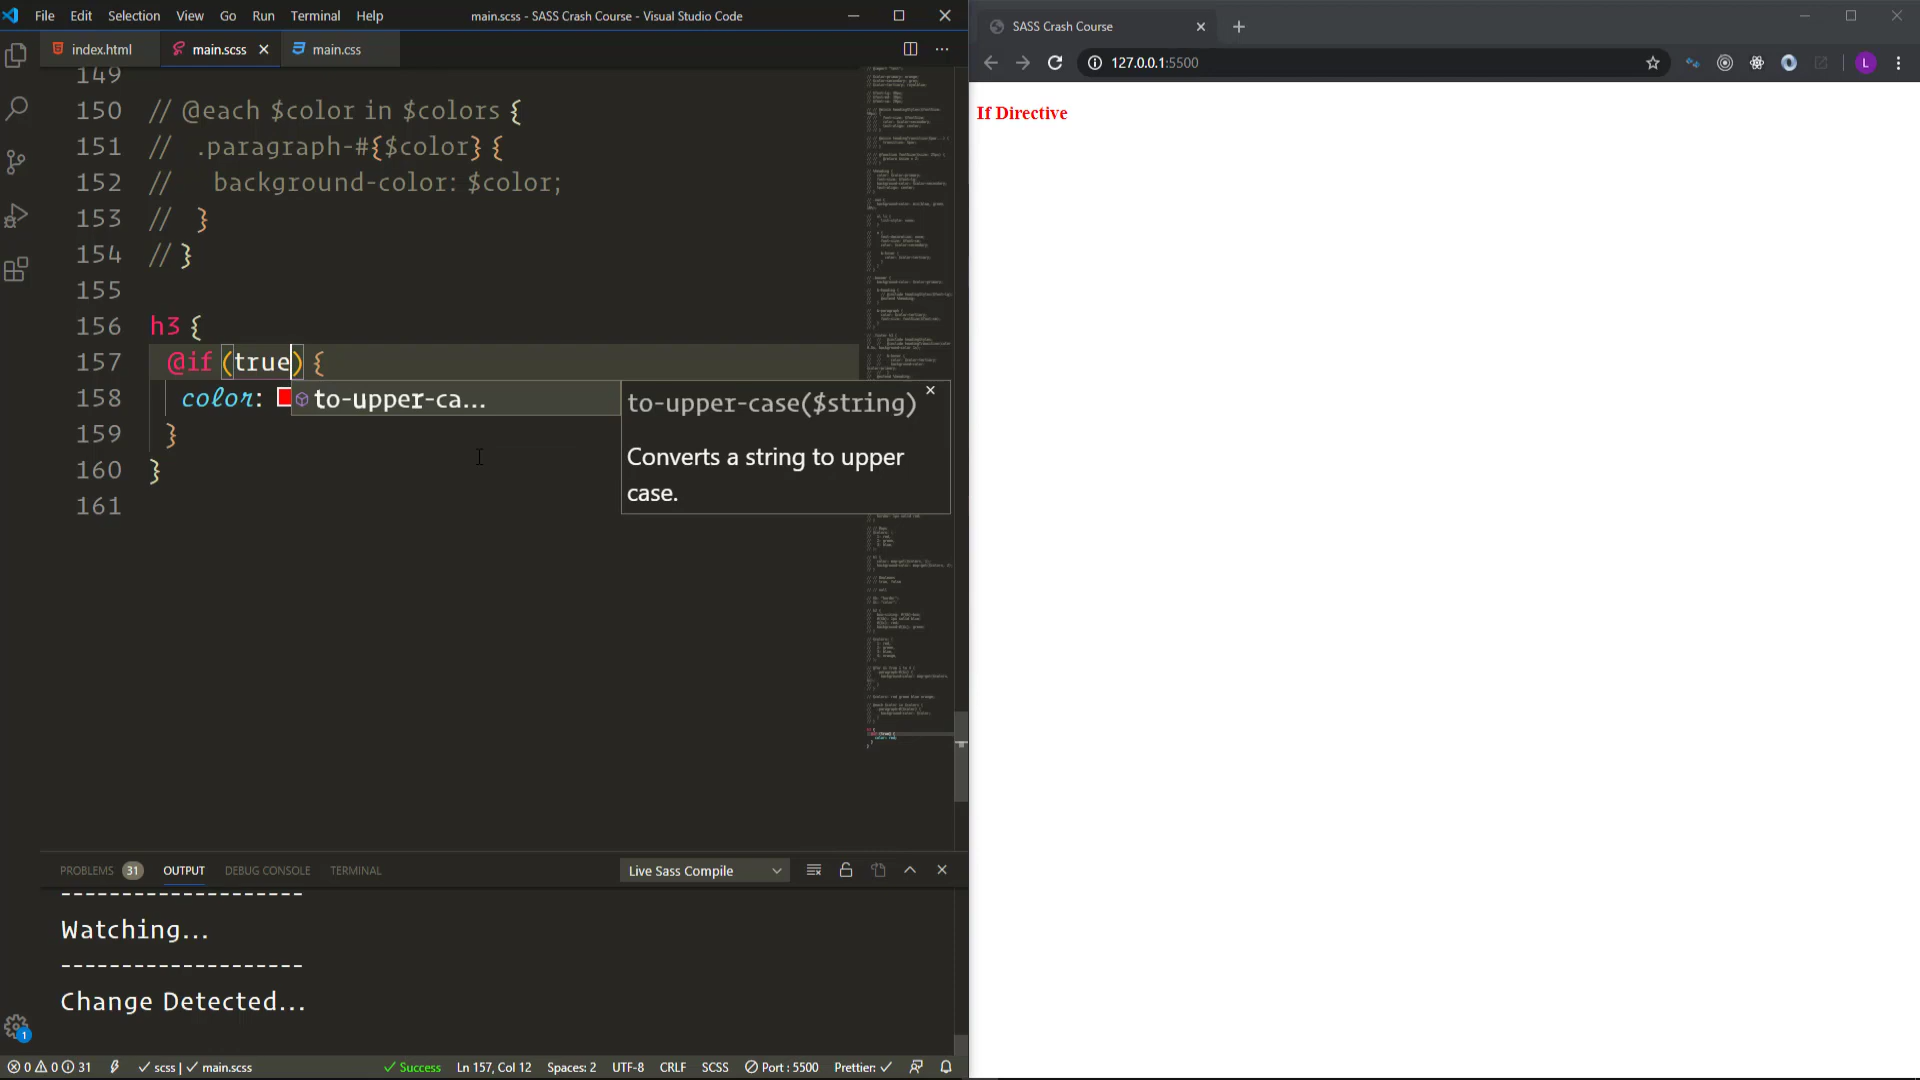 File Edit Selection View Go Run Terminal Help
main.scss - SASS Crash Course - Visual Studio Code
index.html
main.scss
main.css
149
150 // @each $color in $colors {
151 //   .paragraph-#{$color} {
152 //     background-color: $color;
153 //   }
154 // }
155
156 h3 {
157 @if (true) {
158 color:
159 }
160 }
161
to-upper-ca...
to-upper-case($string)
Converts a string to upper
case.
PROBLEMS 31 OUTPUT DEBUG CONSOLE TERMINAL
Live Sass Compile
-------------------
Watching...
-------------------
Change Detected...
1
0 0 31 scss | main.scss Success Ln 157, Col 12 Spaces: 2 UTF-8 CRLF SCSS Port : 5500 Prettier:
SASS Crash Course
127.0.0.1:5500
L
If Directive